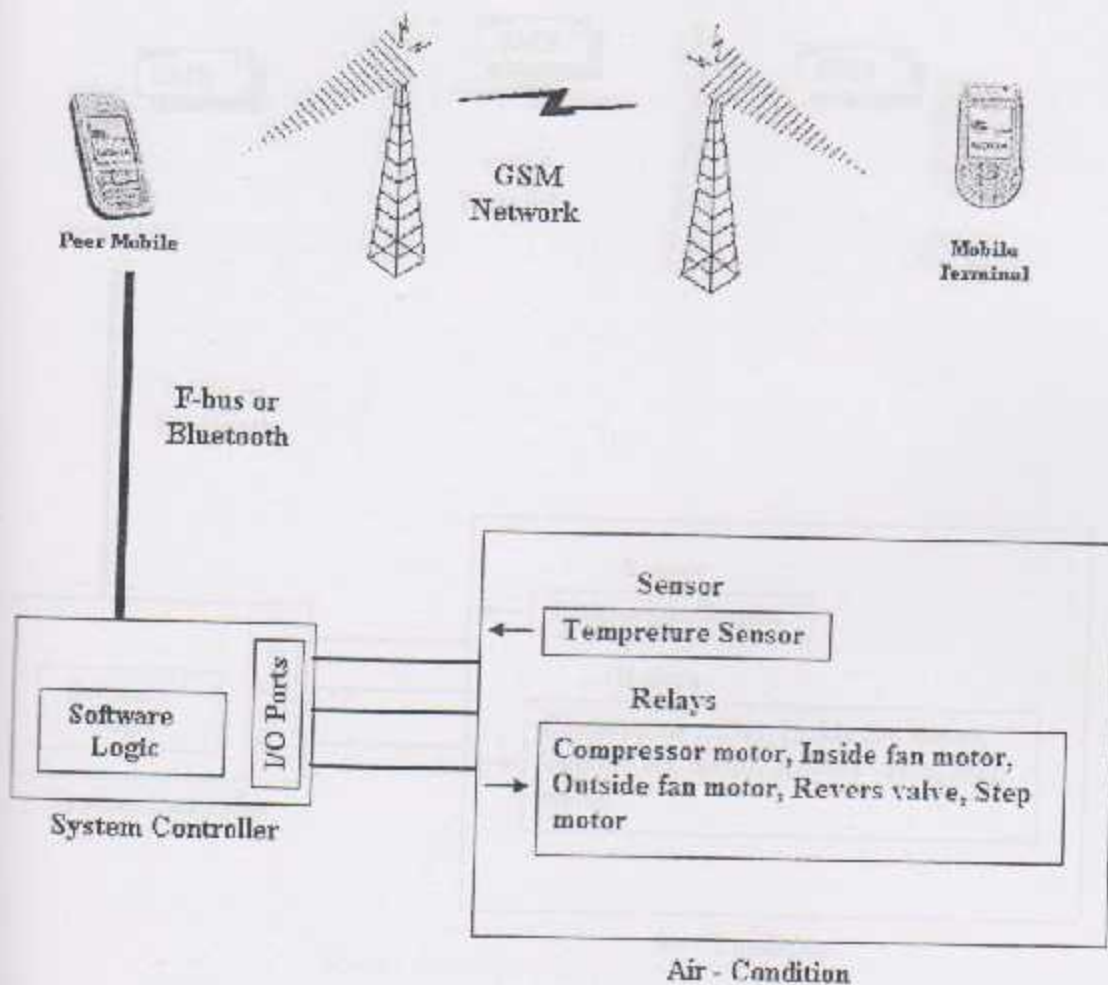 GSM
Network
Peer Mobile
Mobile
Terminal
F-bus or
Bluetooth
Sensor
Tempreture Sensor
Relays
Compressor motor, Inside fan motor,
Outside fan motor, Revers valve, Step
motor
Software
Logic
I/O Ports
System Controller
Air - Condition